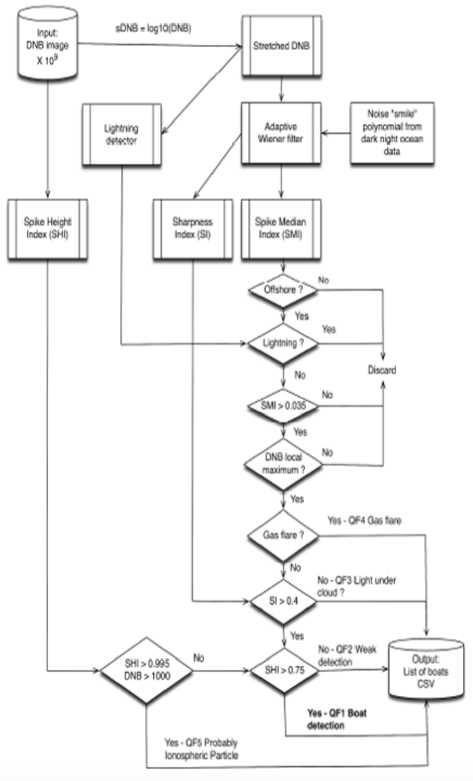 Input:
DNB image
X 10⁹
sDNB = log10(DNB)
Stretched DNB
Lightning
detector
Adaptive
Wiener filter
Noise "smile"
polynomial from
dark night ocean
data
Spike Height
Index (SHI)
Sharpness
Index (SI)
Spike Median
Index (SMI)
Offshore ?
No
Yes
Lightning ?
Yes
No
Discard
SMI > 0.035
No
Yes
DNB local
maximum ?
No
Yes
Gas flare ?
Yes - QF4 Gas flare
No
SI > 0.4
No - QF3 Light under
cloud ?
Yes
SHI > 0.995
DNB > 1000
No
SHI > 0.75
No - QF2 Weak
detection
Output:
List of boats
CSV
Yes - QF1 Boat
detection
Yes - QF5 Probably
Ionospheric Particle